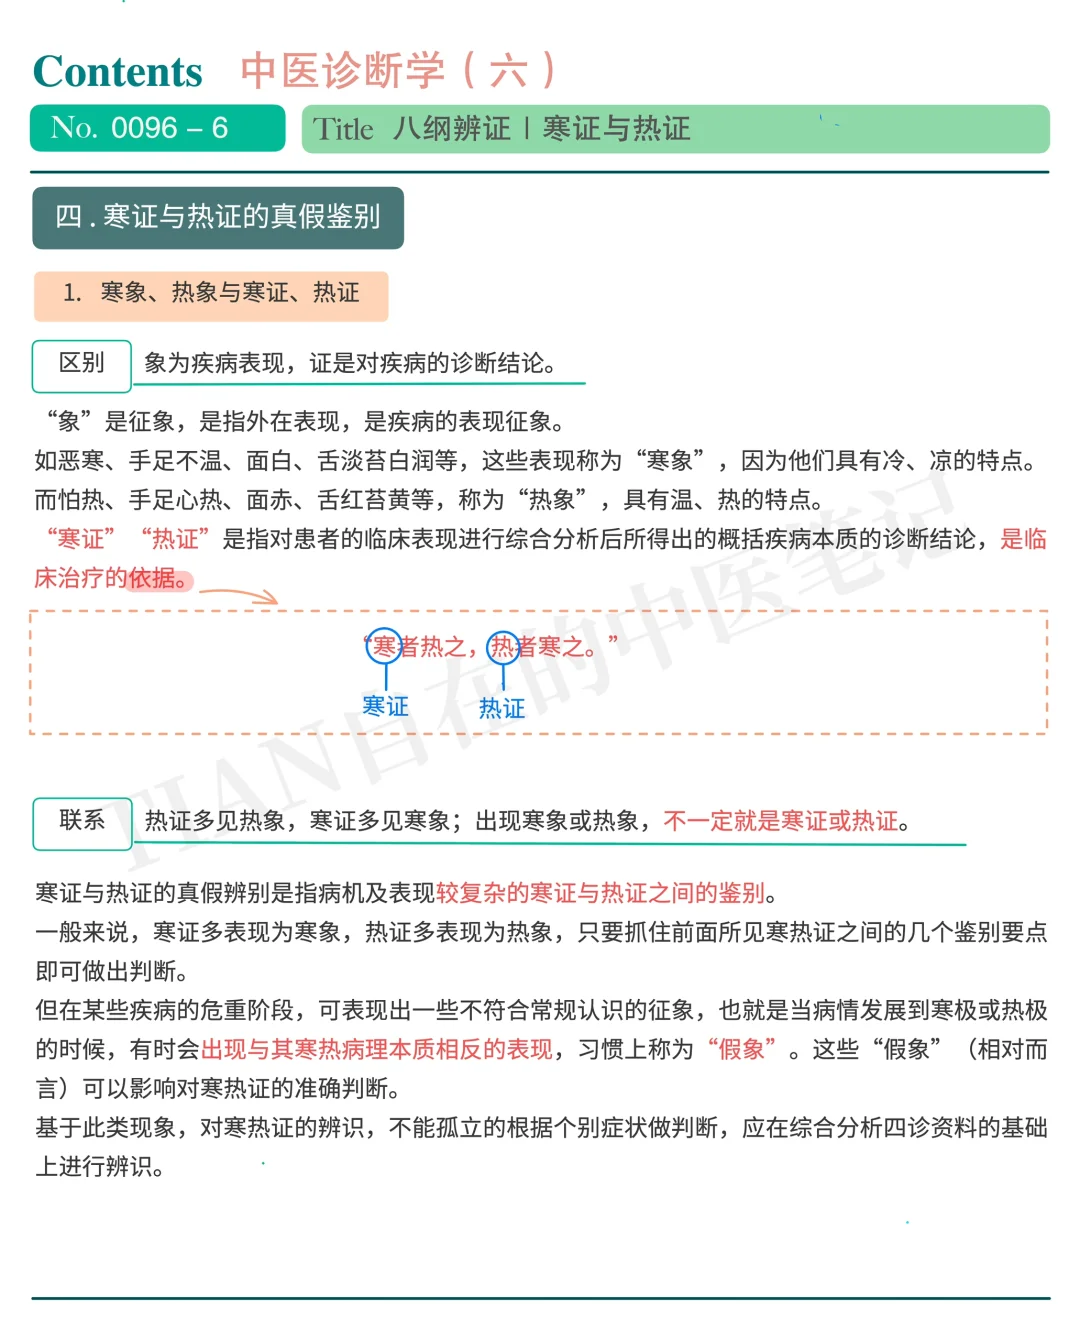 Contents 中医诊断学（六）
No. 0096 – 6
Title 八纲辨证 | 寒证与热证
四 . 寒证与热证的真假鉴别
1. 寒象、热象与寒证、热证
区别 象为疾病表现，证是对疾病的诊断结论。
“象”是征象，是指外在表现，是疾病的表现征象。
如恶寒、手足不温、面白、舌淡苔白润等，这些表现称为“寒象”，因为他们具有冷、凉的特点。
而怕热、手足心热、面赤、舌红苔黄等，称为“热象”，具有温、热的特点。
“寒证”“热证”是指对患者的临床表现进行综合分析后所得出的概括疾病本质的诊断结论，是临
床治疗的依据。
“寒者热之，热者寒之。”
寒证 热证
联系 热证多见热象，寒证多见寒象；出现寒象或热象，不一定就是寒证或热证。
寒证与热证的真假辨别是指病机及表现较复杂的寒证与热证之间的鉴别。
一般来说，寒证多表现为寒象，热证多表现为热象，只要抓住前面所见寒热证之间的几个鉴别要点
即可做出判断。
但在某些疾病的危重阶段，可表现出一些不符合常规认识的征象，也就是当病情发展到寒极或热极
的时候，有时会出现与其寒热病理本质相反的表现，习惯上称为“假象”。这些“假象”（相对而
言）可以影响对寒热证的准确判断。
基于此类现象，对寒热证的辨识，不能孤立的根据个别症状做判断，应在综合分析四诊资料的基础
上进行辨识。
TIAN自在的中医笔记